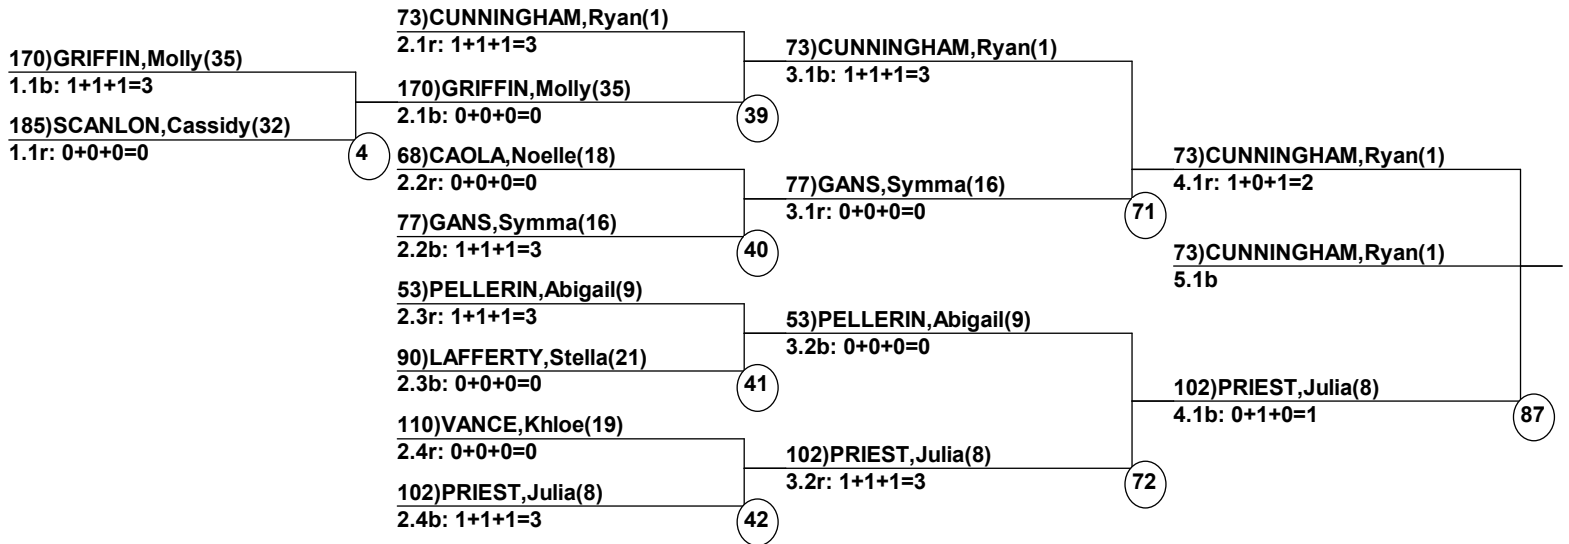 170)GRIFFIN,Molly(35)
1.1b: 1+1+1=3
185)SCANLON,Cassidy(32)
1.1r: 0+0+0=0
4
73)CUNNINGHAM,Ryan(1)
2.1r: 1+1+1=3
170)GRIFFIN,Molly(35)
2.1b: 0+0+0=0
39
68)CAOLA,Noelle(18)
2.2r: 0+0+0=0
77)GANS,Symma(16)
2.2b: 1+1+1=3
40
53)PELLERIN,Abigail(9)
2.3r: 1+1+1=3
90)LAFFERTY,Stella(21)
2.3b: 0+0+0=0
41
110)VANCE,Khloe(19)
2.4r: 0+0+0=0
102)PRIEST,Julia(8)
2.4b: 1+1+1=3
42
73)CUNNINGHAM,Ryan(1)
3.1b: 1+1+1=3
77)GANS,Symma(16)
3.1r: 0+0+0=0
71
53)PELLERIN,Abigail(9)
3.2b: 0+0+0=0
102)PRIEST,Julia(8)
3.2r: 1+1+1=3
72
73)CUNNINGHAM,Ryan(1)
4.1r: 1+0+1=2
73)CUNNINGHAM,Ryan(1)
5.1b
102)PRIEST,Julia(8)
4.1b: 0+1+0=1
87